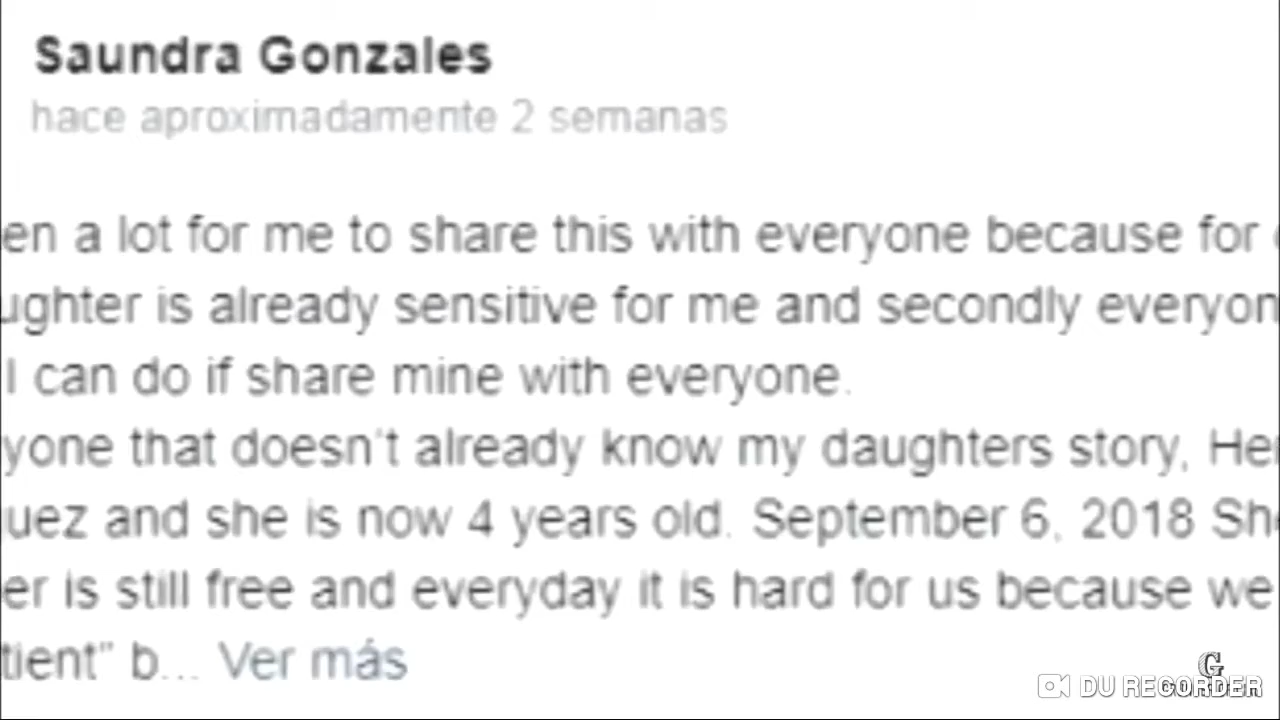 Saundra Gonzales
hace aproximadamente 2 semanas
en a lot for me to share this with everyone because for
ughter is already sensitive for me and secondly everyon
I can do if share mine with everyone.
yone that doesn't already know my daughters story, He
uez and she is now 4 years old. September 6, 2018 Sh
er is still free and everyday it is hard for us because we
tient" b... Ver más
G
DU RECORDER